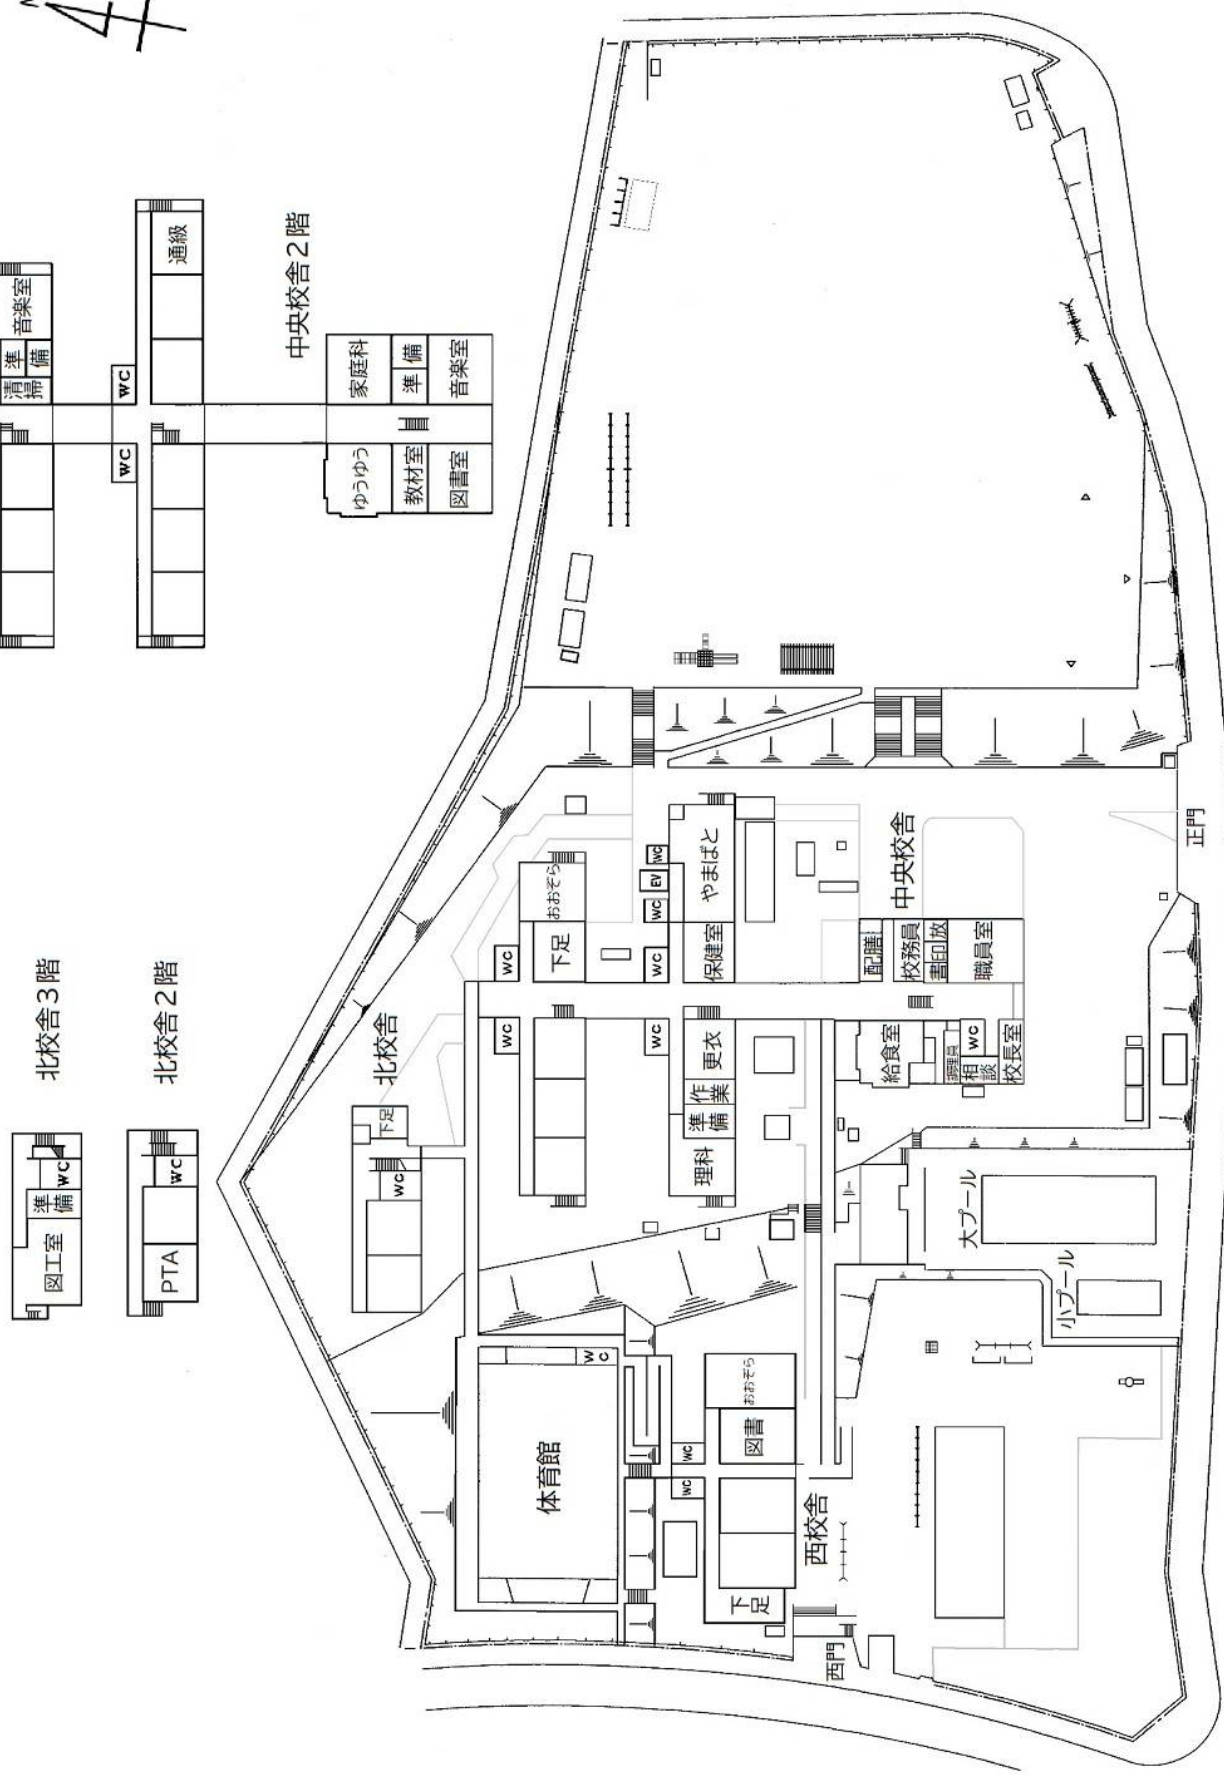 北校舎3階
図工室
準備
WC
清掃
準備
音楽室
北校舎2階
PTA
WC
WC
WC
通級
中央校舎2階
ゆうゆう
教材室
図書室
家庭科
準備
音楽室
北校舎
下足
WC
WC
WC
下足
おおぞら
WC
WC
WC
EV
WC
理科
準備
作業
更衣
保健室
やまばと
中央校舎
給食室
調理員
相談
WC
校長室
配膳
校務員
書印放
職員室
体育館
WC
WC
WC
図書
おおぞら
下足
西校舎
西門
大プール
小プール
正門